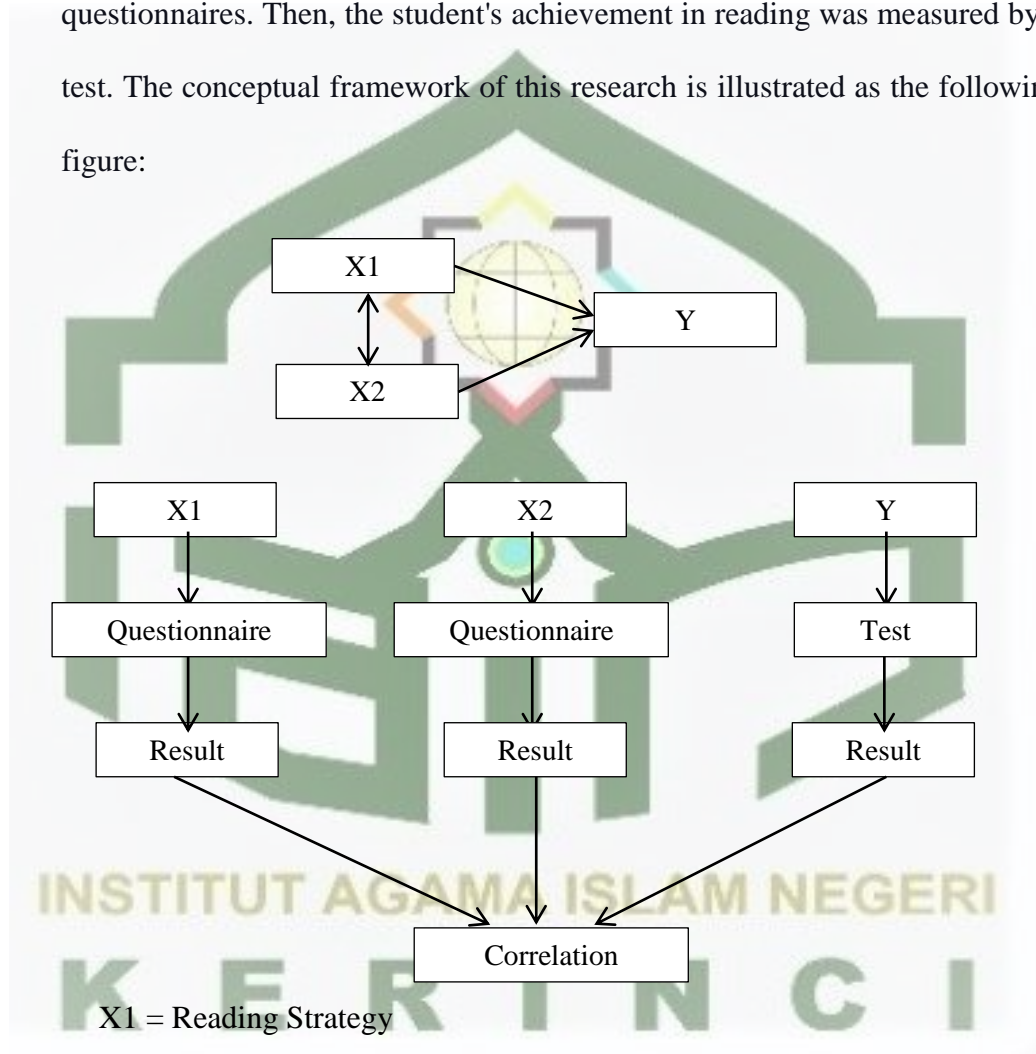 questionnaires. Then, the student's achievement in reading was measured by
test. The conceptual framework of this research is illustrated as the
figure:
X1
Y
X2
X1 X2 Y
Questionnaire Questionnaire Test
Result Result Result
INSTITUT AGAMA ISLAM NEGERI
Correlation
KERINCI
X1 = Reading Strategy